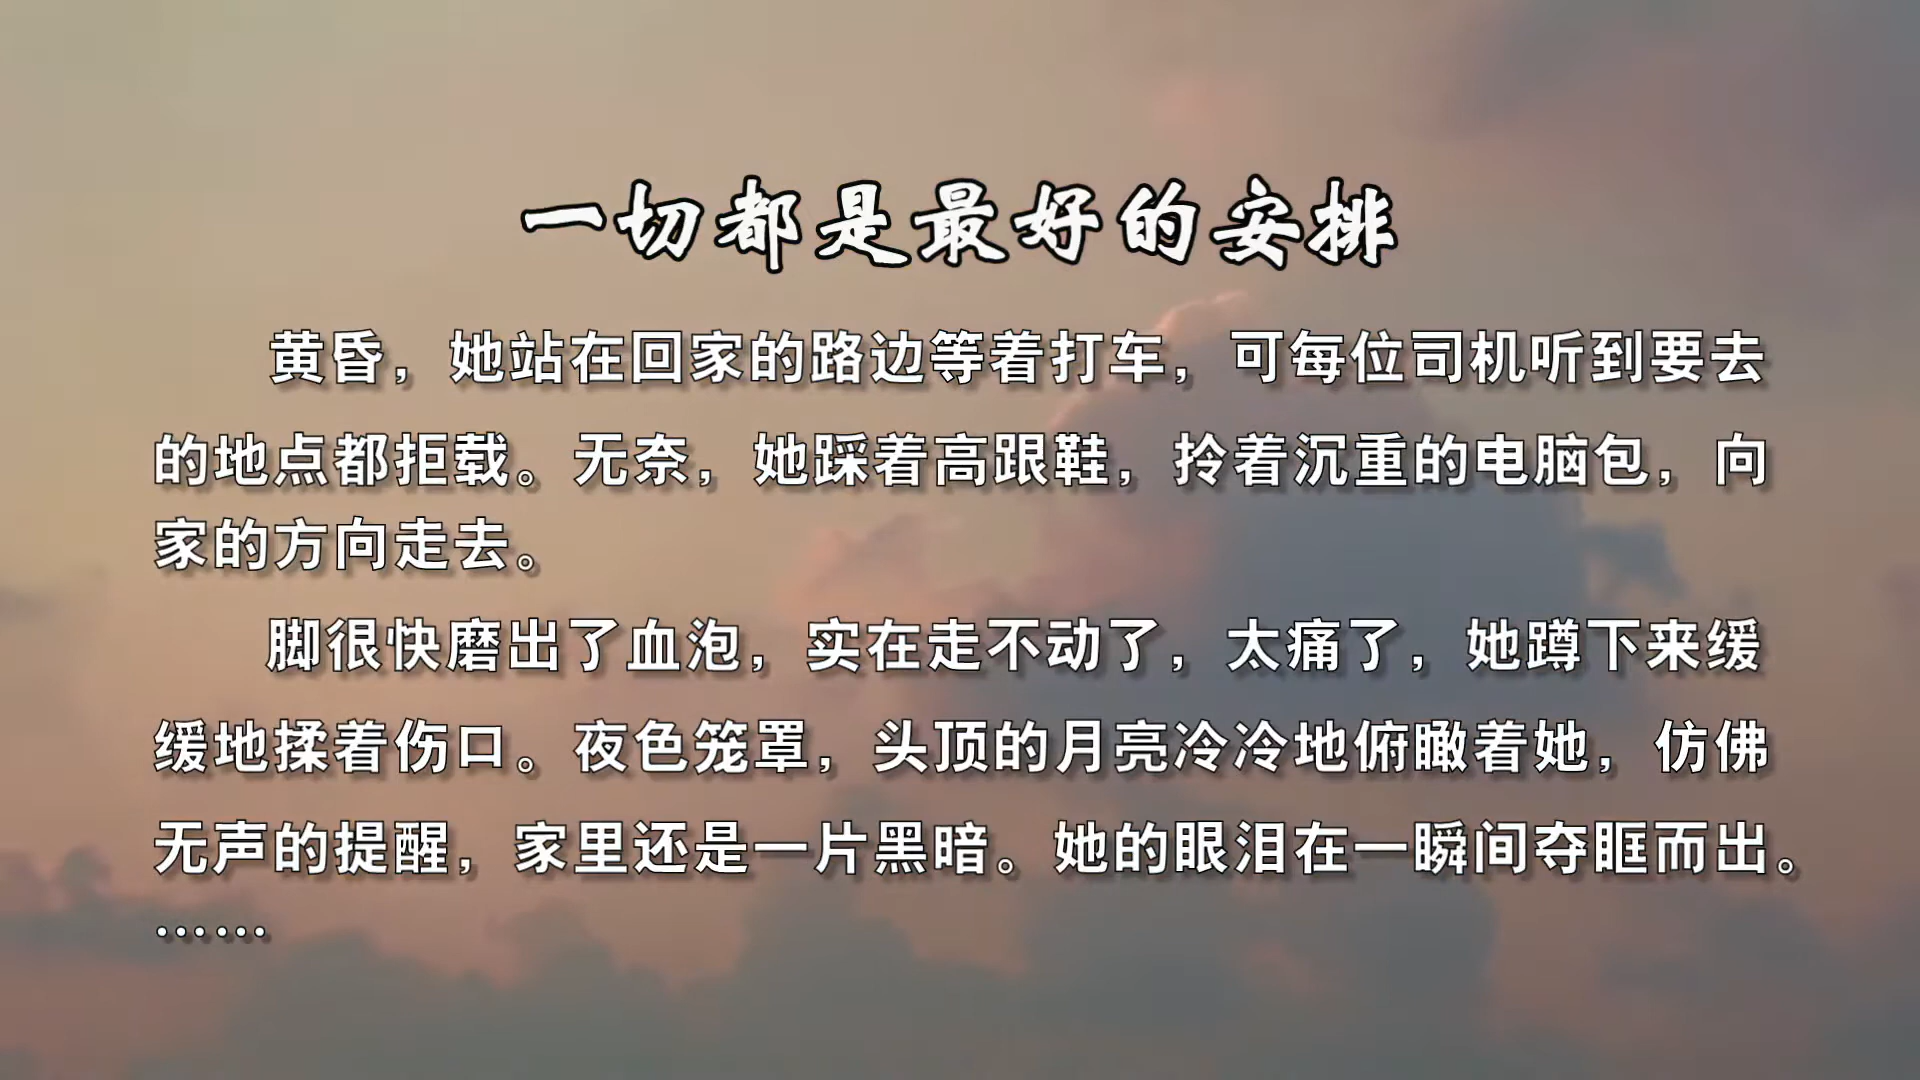 一切都是最好的安排
黄昏，她站在回家的路边等着打车，可每位司机听到要去
的地点都拒载。无奈，她踩着高跟鞋，拎着沉重的电脑包，向
家的方向走去。
脚很快磨出了血泡，实在走不动了，太痛了，她蹲下来缓
缓地揉着伤口。夜色笼罩，头顶的月亮冷冷地俯瞰着她，仿佛
无声的提醒，家里还是一片黑暗。她的眼泪在一瞬间夺眶而出。
……